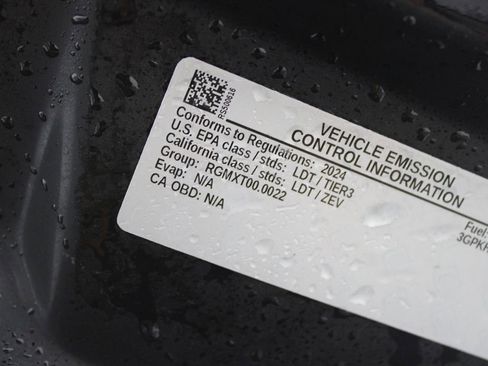 RS500616
VEHICLE EMISSION
CONTROL INFORMATION
Conforms to Regulations: 2024
U.S. EPA class / stds: LDT / TIER3
California class / stds: LDT / ZEV
Group: RGMXT00.0022
Evap: N/A
CA OBD: N/A
Fuel: